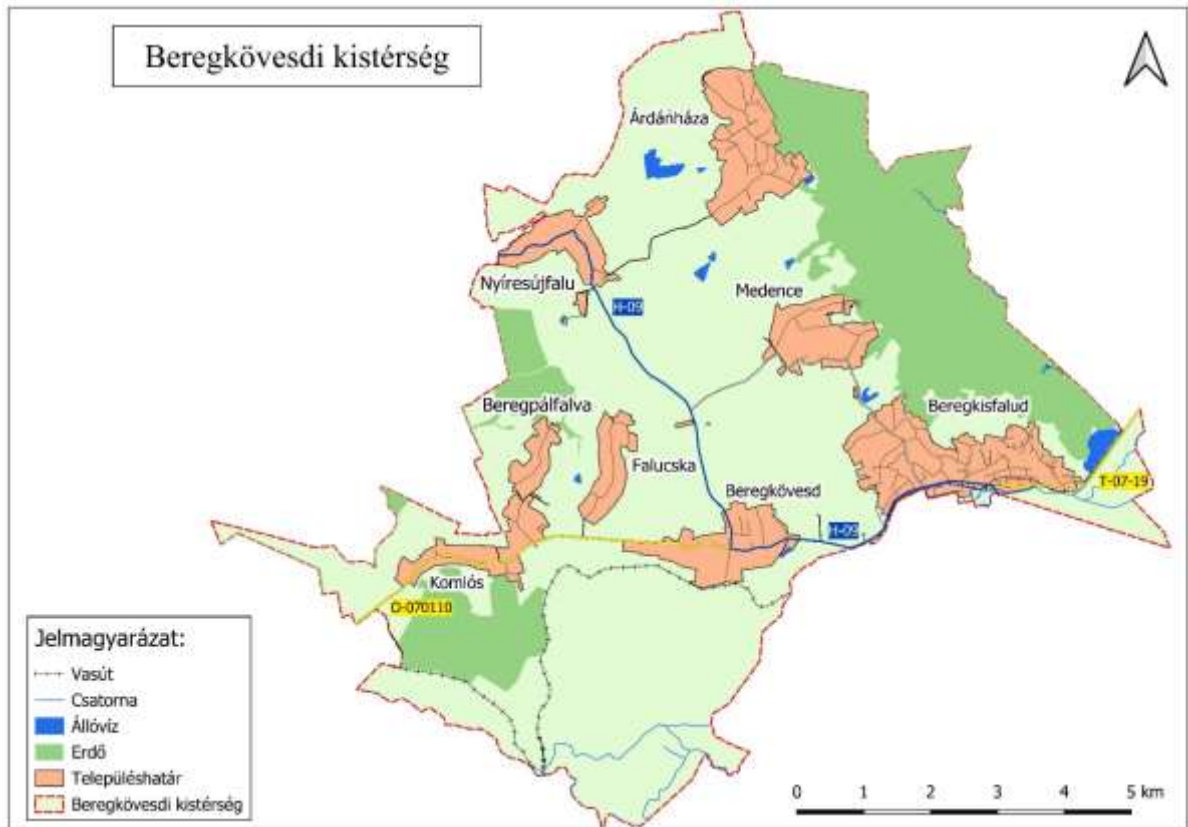 Beregkövesdi kistérség
Árdánháza
Nyíresújfalu
H-09
Medence
Beregpálfalva
Beregkisfalud
Falucska
T-07-19
Beregkövesd
H-09
Komlós
O-070110
Jelmagyarázat:
Vasút
Csatorna
Állóvíz
Erdő
Településhatár
Beregkövesdi kistérség
0 1 2 3 4 5 km